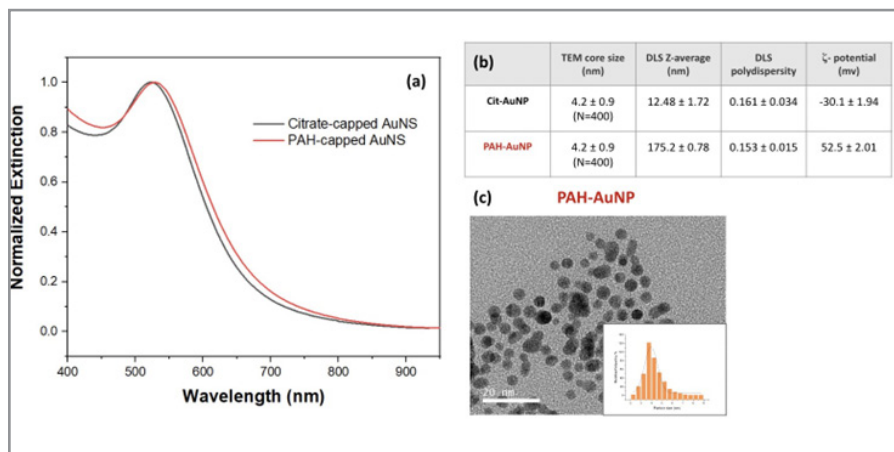 (a)
Citrate-capped AuNS
PAH-capped AuNS
Normalized Extinction
1.0
0.8
0.6
0.4
0.2
0.0
400 500 600 700 800 900
Wavelength (nm)
(b)
TEM core size (nm)
DLS Z-average (nm)
DLS polydispersity
ζ- potential (mv)
Cit-AuNP
4.2 ± 0.9 (N=400)
12.48 ± 1.72
0.161 ± 0.034
-30.1 ± 1.94
PAH-AuNP
4.2 ± 0.9 (N=400)
175.2 ± 0.78
0.153 ± 0.015
52.5 ± 2.01
(c)
PAH-AuNP
20 nm